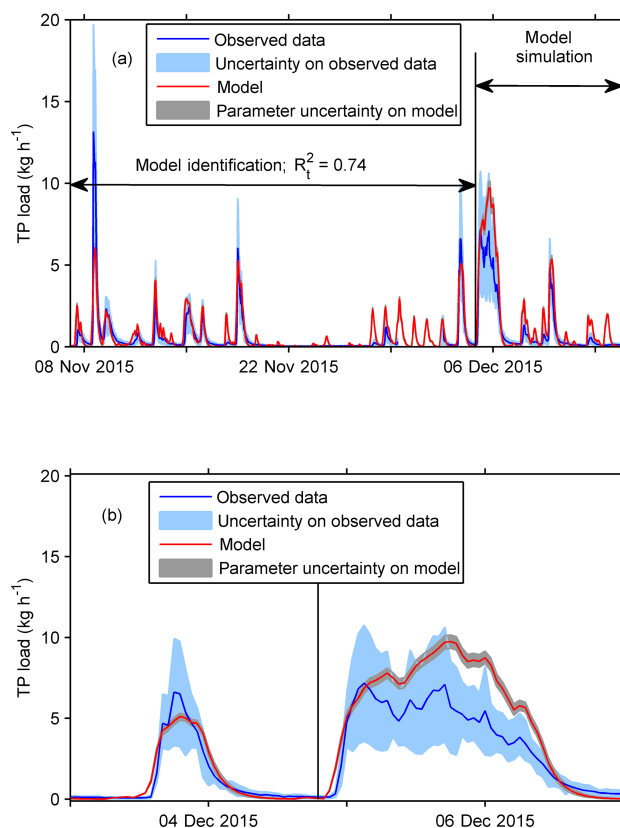 20
(a)
Observed data
Uncertainty on observed data
Model
Parameter uncertainty on model
Model
simulation
15
Model identification; R_t^2 = 0.74
10
TP load (kg h⁻¹)
5
0
08 Nov 2015 22 Nov 2015 06 Dec 2015
20
(b)
Observed data
Uncertainty on observed data
Model
Parameter uncertainty on model
15
TP load (kg h⁻¹)
10
5
0
04 Dec 2015 06 Dec 2015